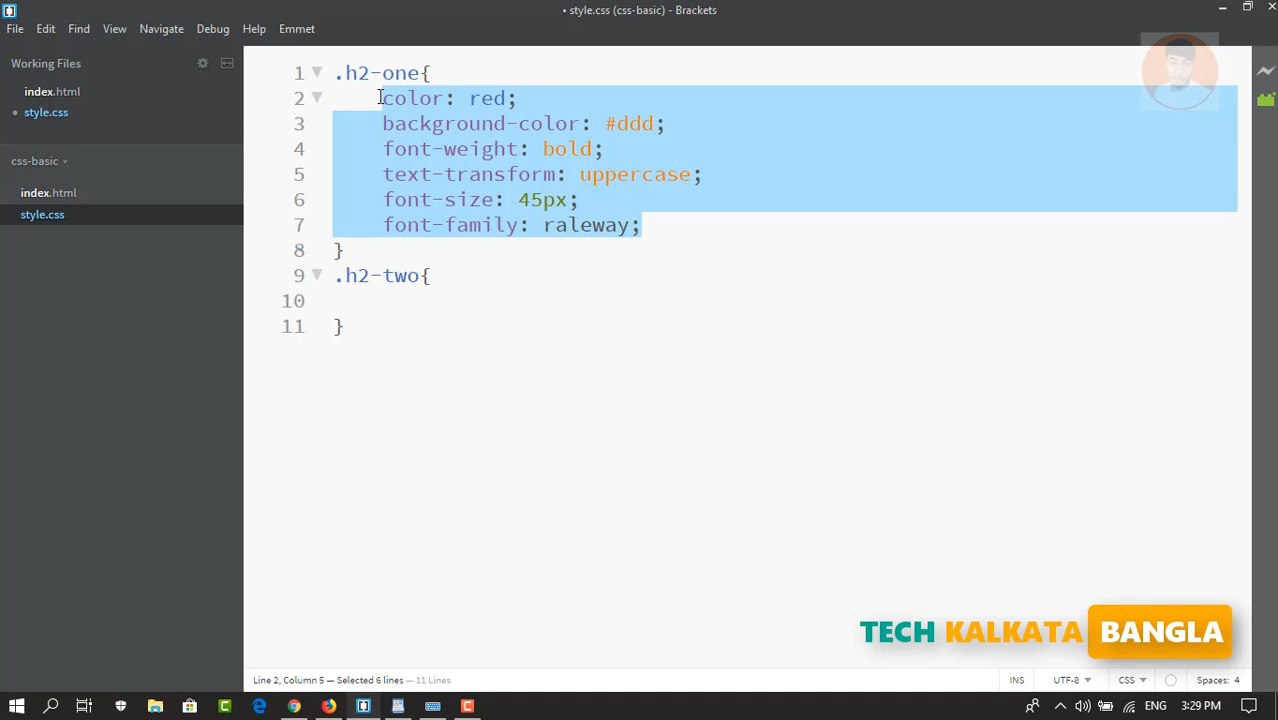 • style.css (css-basic) - Brackets
File Edit Find View Navigate Debug Help Emmet
Working Files
index.html
style.css
css-basic
index.html
style.css
1 .h2-one{
2 color: red;
3 background-color: #ddd;
4 font-weight: bold;
5 text-transform: uppercase;
6 font-size: 45px;
7 font-family: raleway;
8 }
9 .h2-two{
10
11 }
TECH KALKATA BANGLA
Line 2, Column 5 — Selected 6 lines — 11 Lines
INS UTF-8 CSS Spaces: 4
ENG 3:29 PM